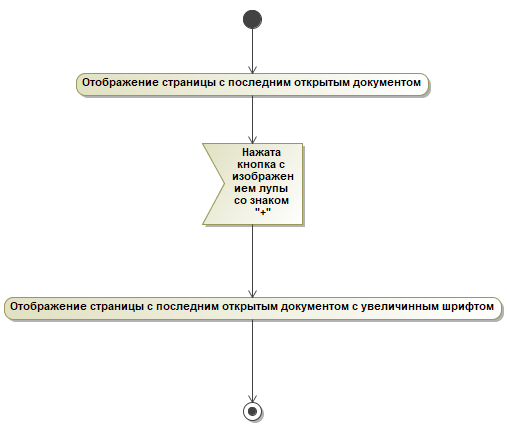 Отображение страницы с последним открытым документом
Нажата
кнопка с
изображен
ием лупы
со знаком
"+"
Отображение страницы с последним открытым документом с увеличинным шрифтом